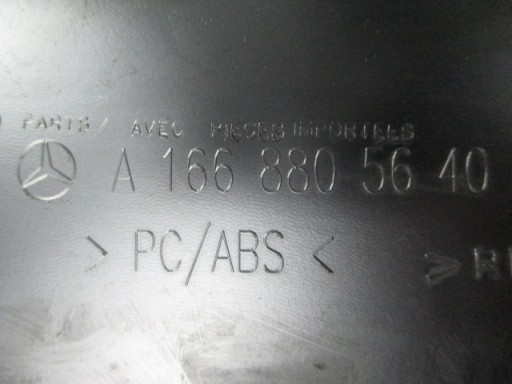 PARTS/ AVEC PIECES IMPORTEES
A 166 880 56 40
> PC/ABS <